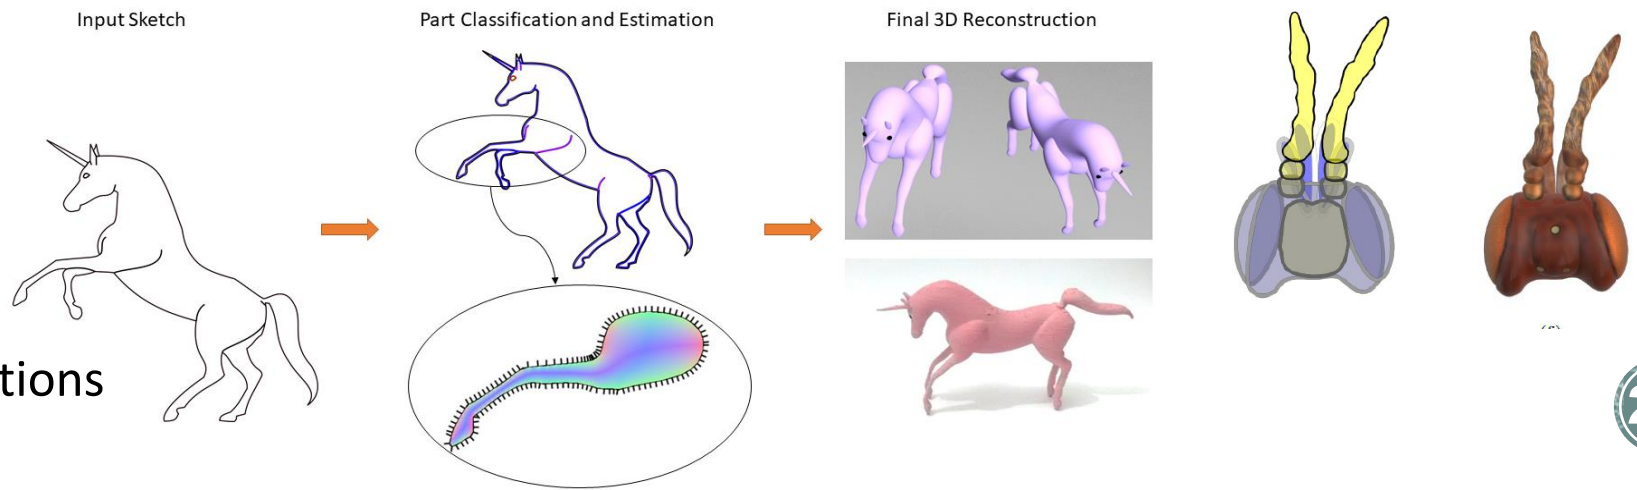 Input Sketch
Part Classification and Estimation
Final 3D Reconstruction
tions